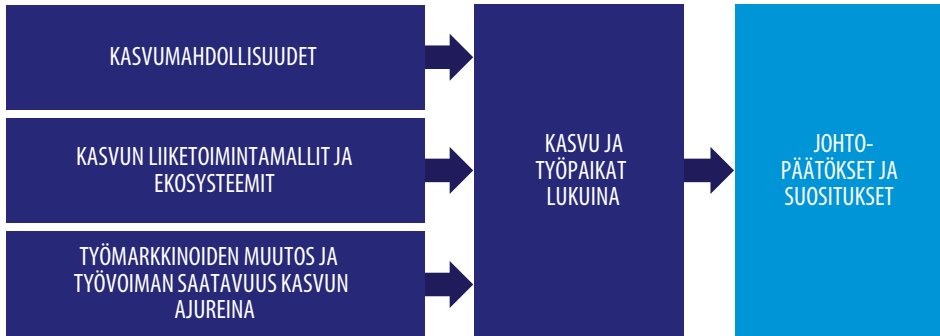 KASVUMAHDOLLISUUDET
KASVUN LIIKETOIMINTAMALLIT JA
EKOSYSTEEMIT
TYÖMARKKINOIDEN MUUTOS JA
TYÖVOIMAN SAATAVUUS KASVUN
AJUREINA
KASVU JA
TYÖPAIKAT
LUKUINA
JOHTO-
PÄÄTÖKSET JA
SUOSITUKSET